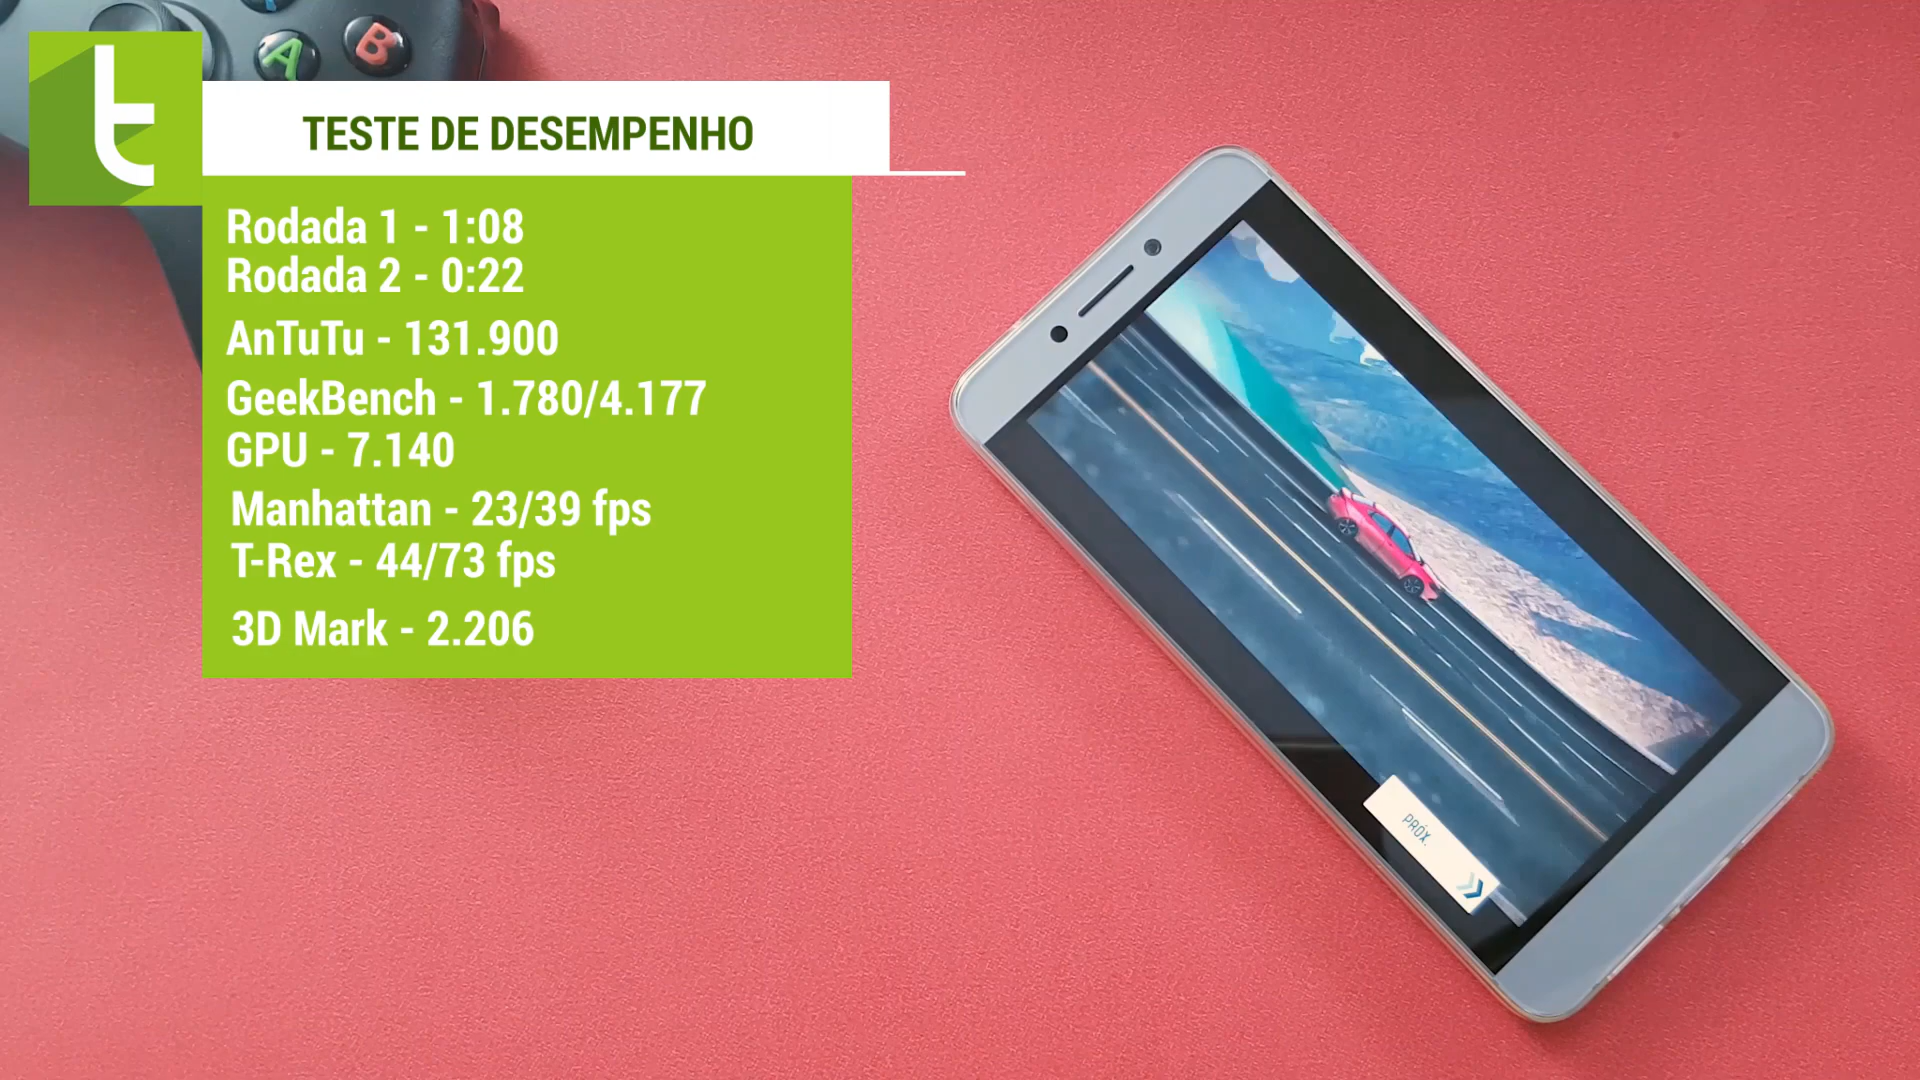 A B
t
TESTE DE DESEMPENHO
Rodada 1 - 1:08
Rodada 2 - 0:22
AnTuTu - 131.900
GeekBench - 1.780/4.177
GPU - 7.140
Manhattan - 23/39 fps
T-Rex - 44/73 fps
3D Mark - 2.206
PRÓX.